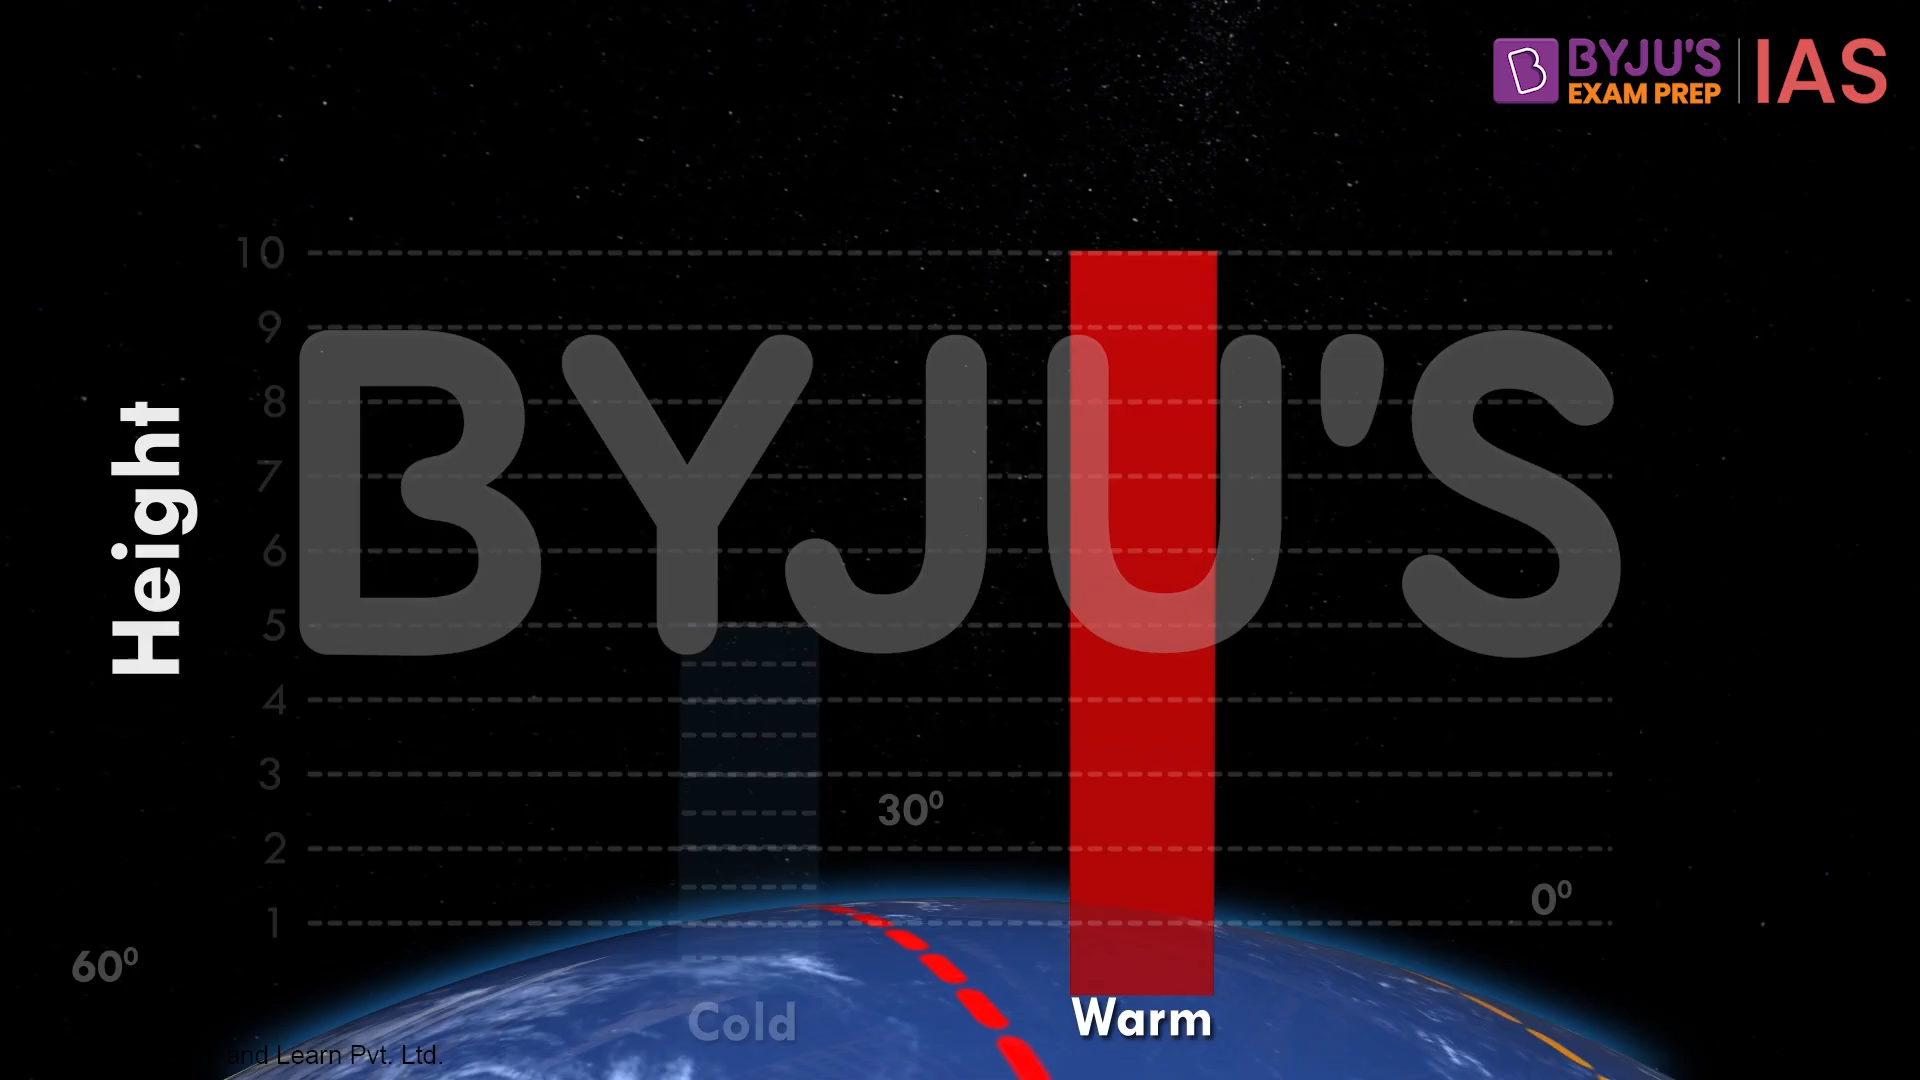 BYJU'S
EXAM PREP
IAS
10
9
8
7
6
5
4
3
2
1
Height
BYJU'S
30⁰
0⁰
60⁰
Cold
Warm
and Learn Pvt. Ltd.